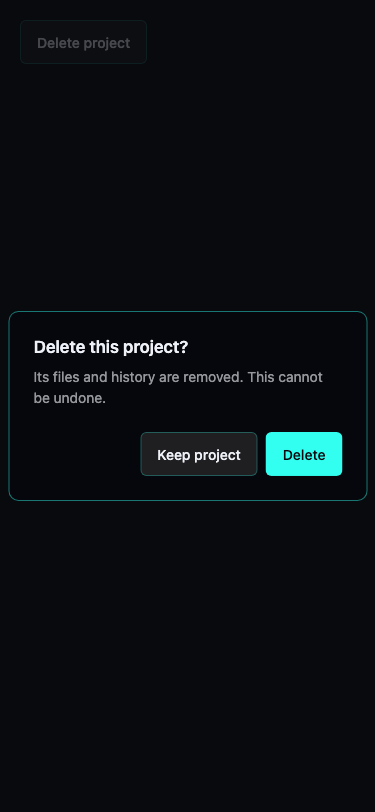 Delete project
Delete this project?
Its files and history are removed. This cannot
be undone.
Keep project
Delete